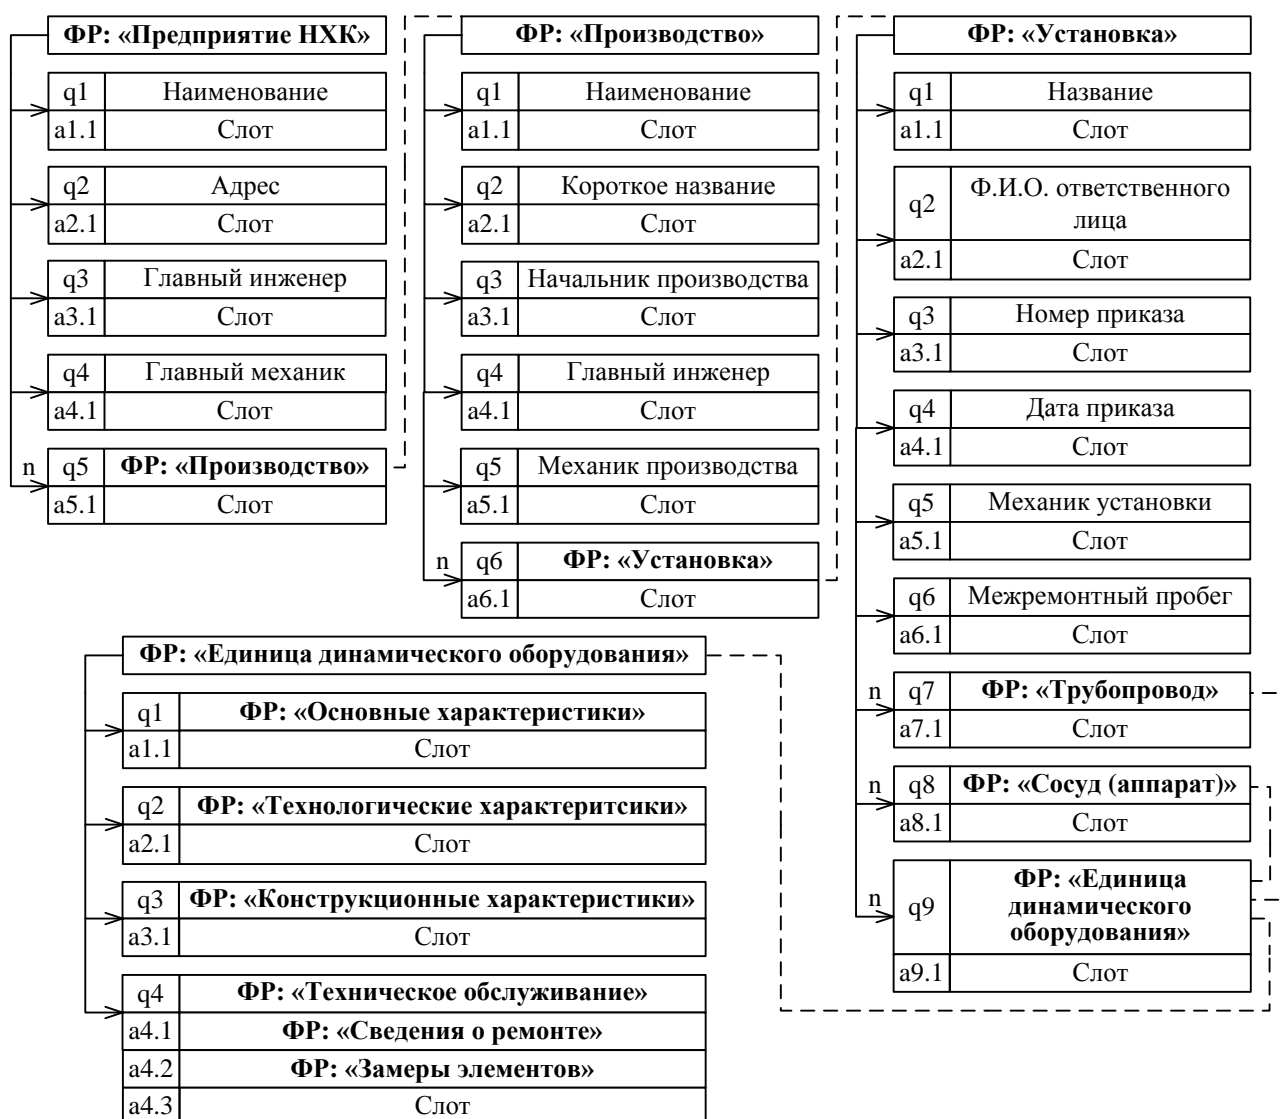 ФР: «Предприятие НХК»
q1 Наименование
a1.1 Слот
q2 Адрес
a2.1 Слот
q3 Главный инженер
a3.1 Слот
q4 Главный механик
a4.1 Слот
n q5 ФР: «Производство»
a5.1 Слот
ФР: «Производство»
q1 Наименование
a1.1 Слот
q2 Короткое название
a2.1 Слот
q3 Начальник производства
a3.1 Слот
q4 Главный инженер
a4.1 Слот
q5 Механик производства
a5.1 Слот
n q6 ФР: «Установка»
a6.1 Слот
ФР: «Установка»
q1 Название
a1.1 Слот
q2 Ф.И.О. ответственного
лица
a2.1 Слот
q3 Номер приказа
a3.1 Слот
q4 Дата приказа
a4.1 Слот
q5 Механик установки
a5.1 Слот
q6 Межремонтный пробег
a6.1 Слот
n q7 ФР: «Трубопровод»
a7.1 Слот
n q8 ФР: «Сосуд (аппарат)»
a8.1 Слот
n q9 ФР: «Единица
динамического
оборудования»
a9.1 Слот
ФР: «Единица динамического оборудования»
q1 ФР: «Основные характеристики»
a1.1 Слот
q2 ФР: «Технологические характеритсики»
a2.1 Слот
q3 ФР: «Конструкционные характеристики»
a3.1 Слот
q4 ФР: «Техническое обслуживание»
a4.1 ФР: «Сведения о ремонте»
a4.2 ФР: «Замеры элементов»
a4.3 Слот